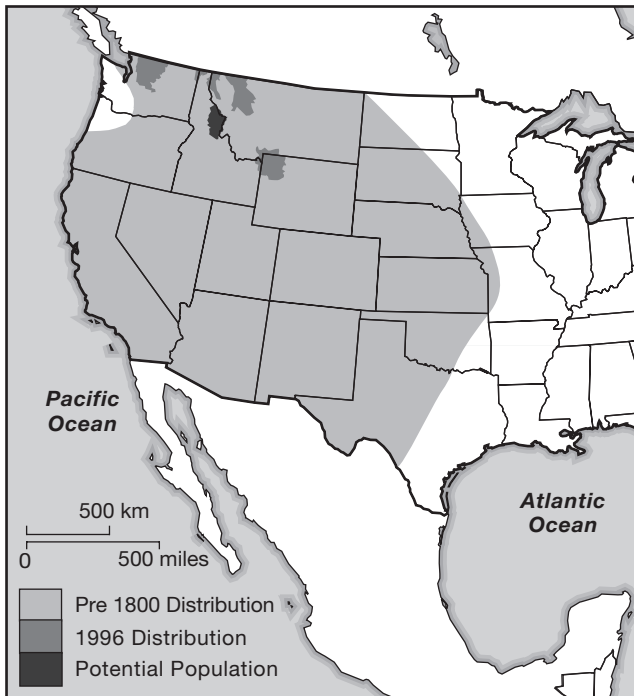 Pacific
Ocean
Atlantic
Ocean
500 km
0 500 miles
Pre 1800 Distribution
1996 Distribution
Potential Population